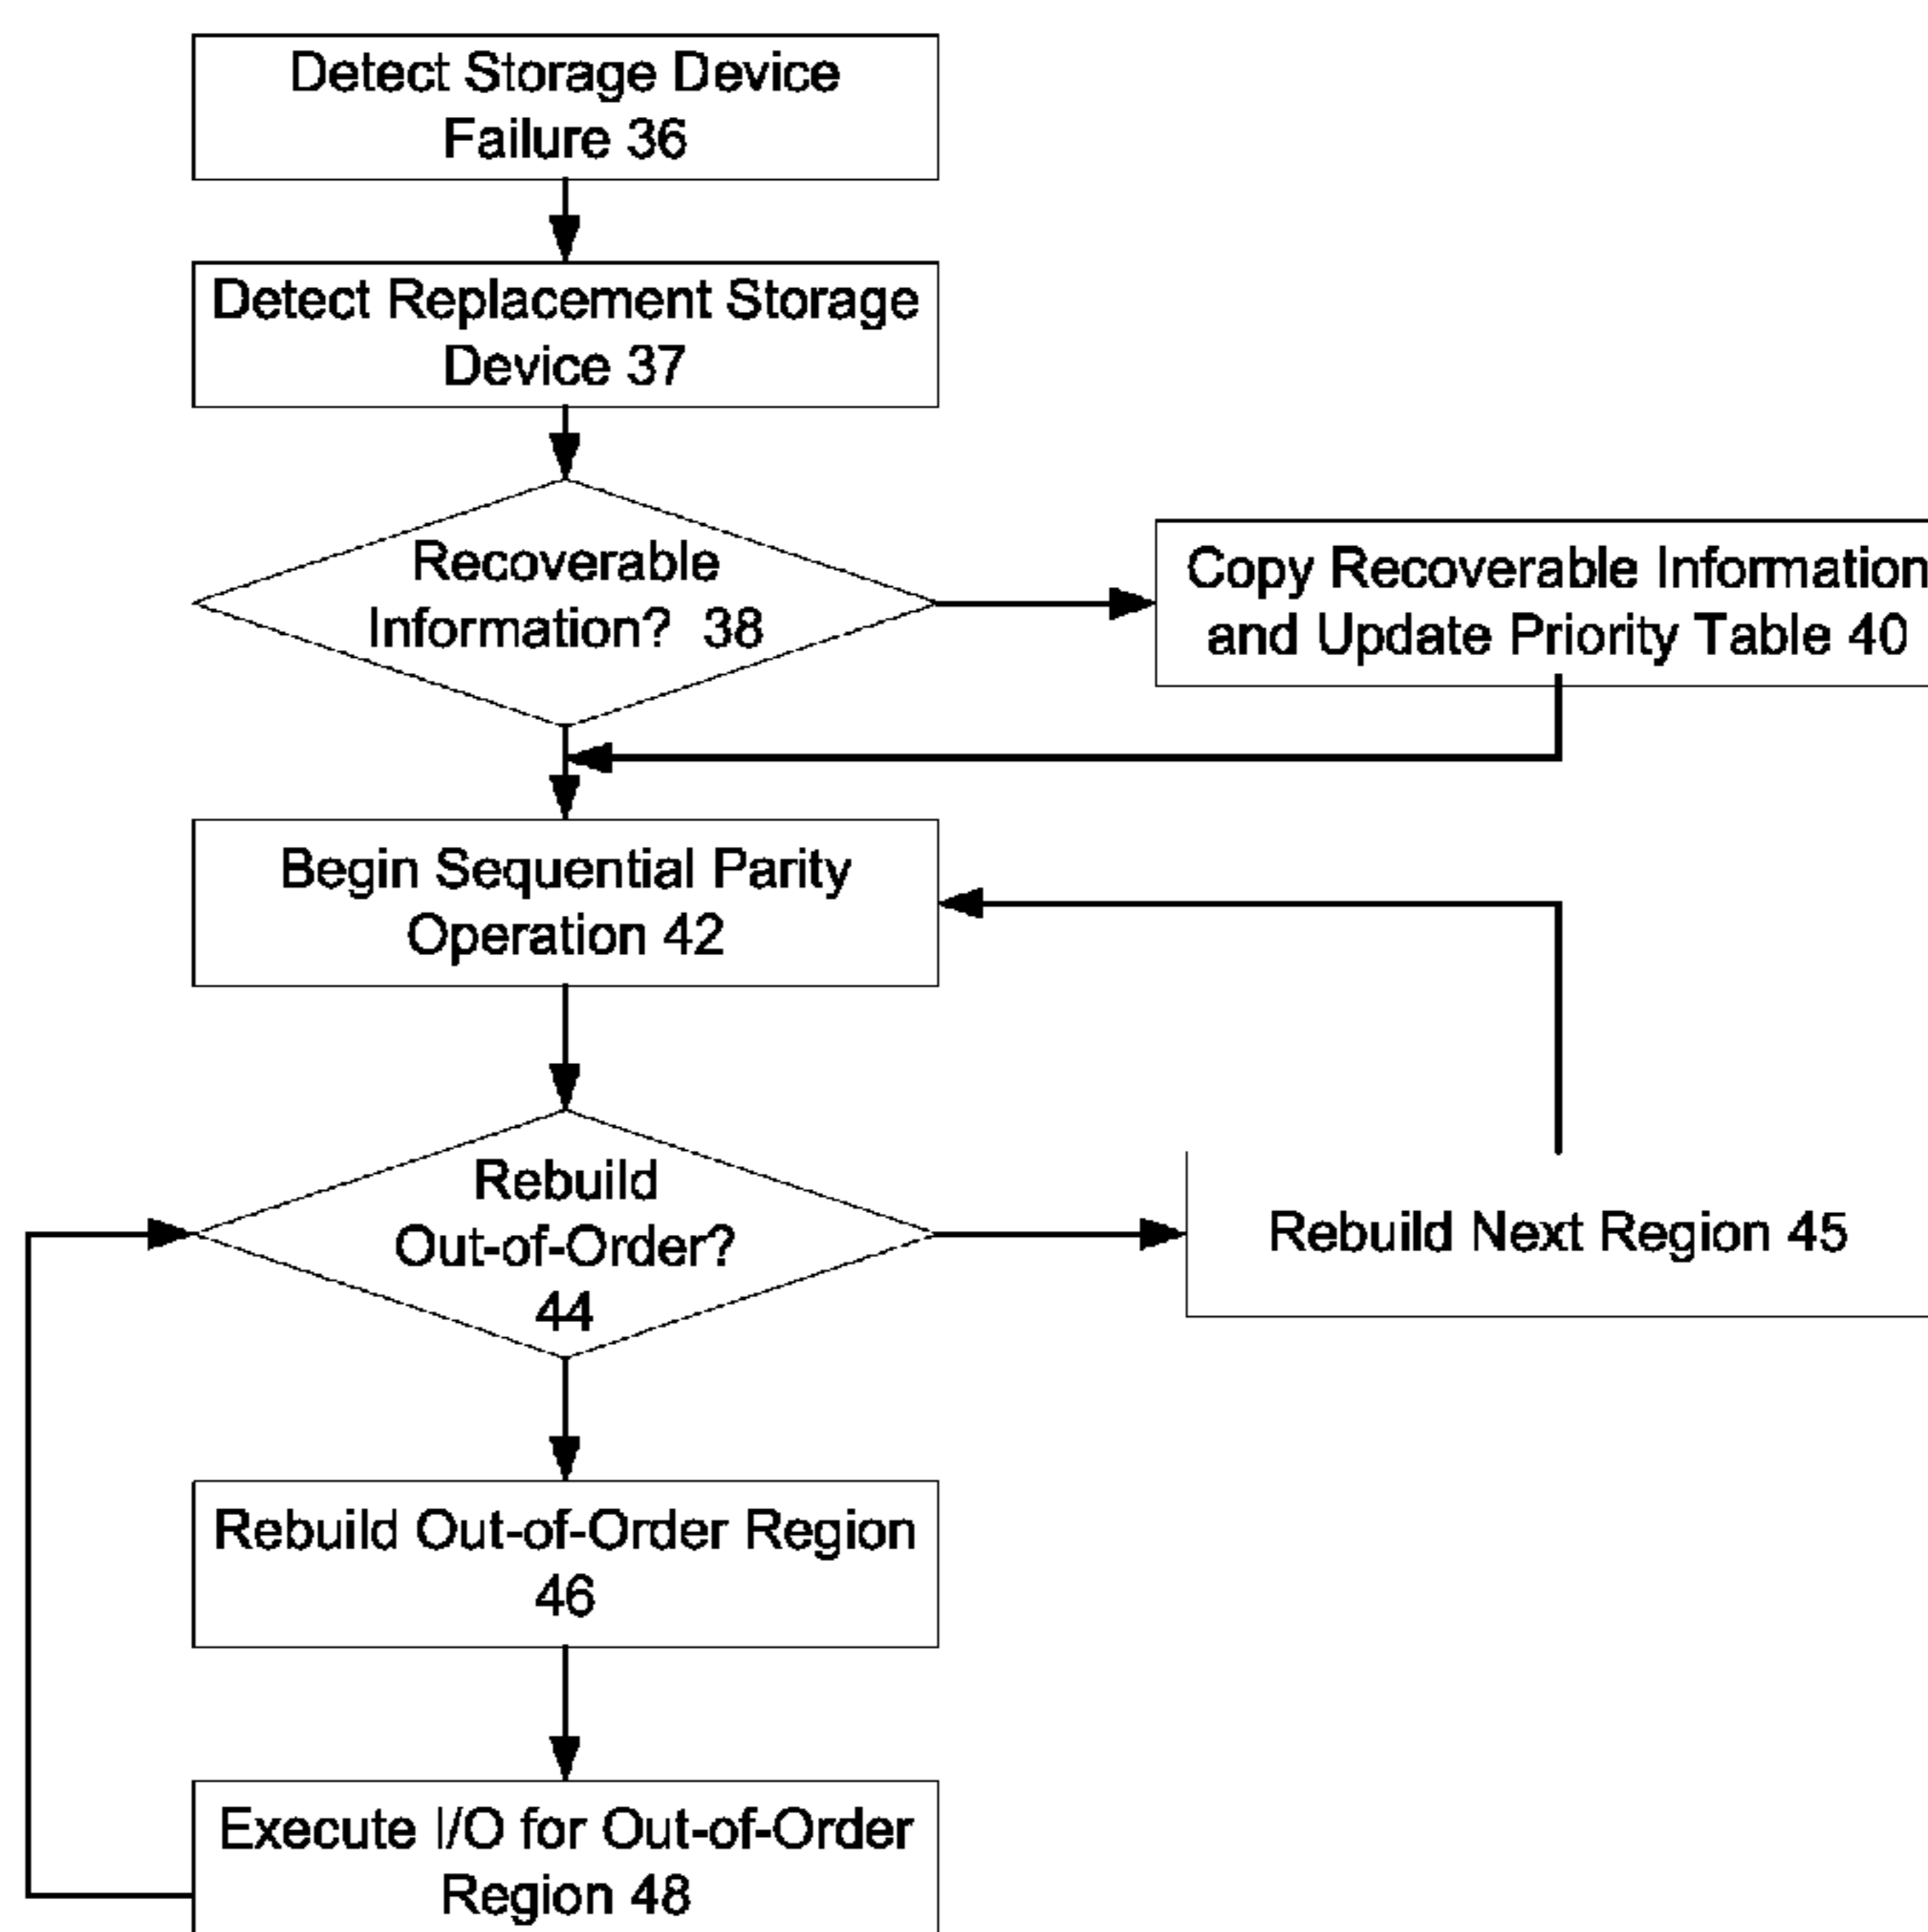 Detect Storage Device
Failure 36
Detect Replacement Storage
Device 37
Recoverable
Information? 38
Copy Recoverable Information
and Update Priority Table 40
Begin Sequential Parity
Operation 42
Rebuild
Out-of-Order?
44
Rebuild Next Region 45
Rebuild Out-of-Order Region
46
Execute I/O for Out-of-Order
Region 48